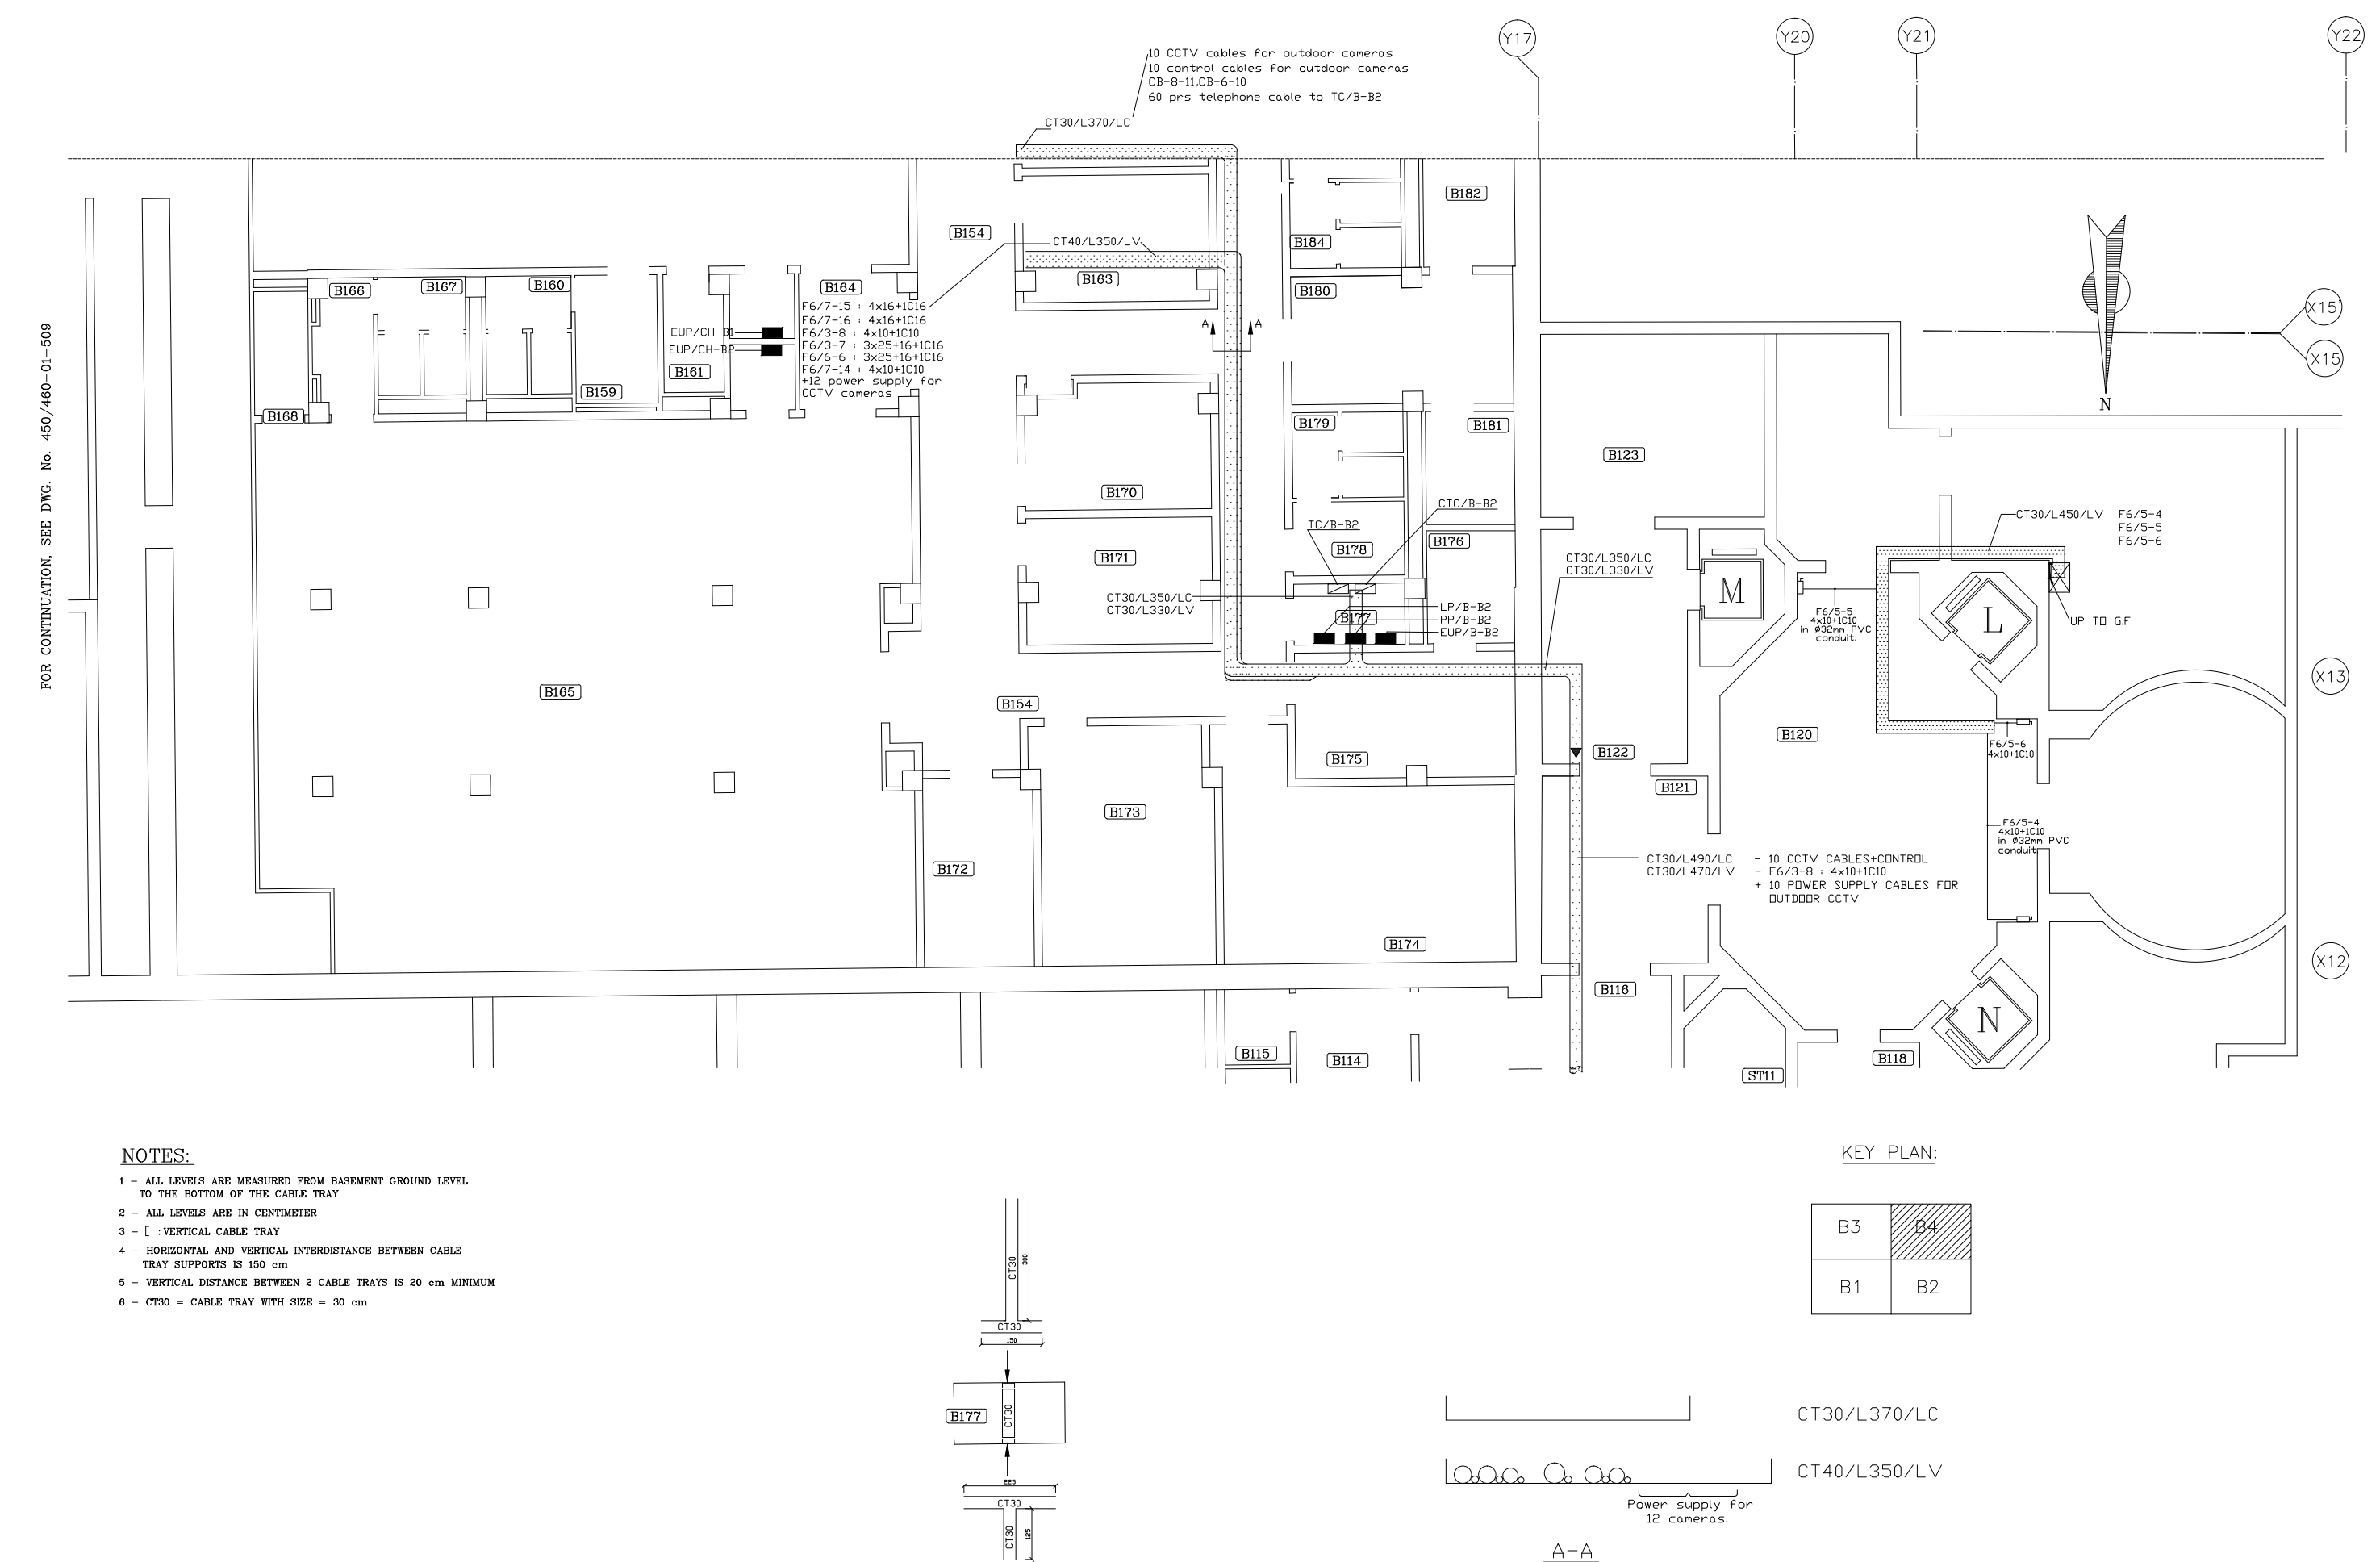 Y17
Y20
Y21
Y22
10 CCTV cables for outdoor cameras
10 control cables for outdoor cameras
CB-8-11,CB-6-10
60 prs telephone cable to TC/B-B2
CT30/L370/LC
B182
B154
CT40/L350/LV
B184
B163
B166
B167
B160
B164
B180
F6/7-15 : 4x16+1C16
F6/7-16 : 4x16+1C16
F6/3-8 : 4x10+1C10
F6/3-7 : 3x25+16+1C16
F6/6-6 : 3x25+16+1C16
F6/7-14 : 4x10+1C10
+12 power supply for
CCTV cameras
EUP/CH-B1
EUP/CH-B2
A
A
X15'
X15
N
B161
B159
B168
B179
B181
B123
FOR CONTINUATION, SEE DWG. No. 450/460-01-509
B170
CTC/B-B2
TC/B-B2
B178
B176
B171
CT30/L450/LV F6/5-4
F6/5-5
F6/5-6
CT30/L350/LC
CT30/L330/LV
M
L
CT30/L350/LC
CT30/L330/LV
LP/B-B2
B177
PP/B-B2
EUP/B-B2
F6/5-5
4x10+1C10
in Ø32mm PVC
conduit.
UP TO G.F
X13
B165
B154
B120
F6/5-6
4x10+1C10
B122
B175
B121
B173
F6/5-4
4x10+1C10
in Ø32mm PVC
conduit.
B172
CT30/L490/LC - 10 CCTV CABLES+CONTROL
CT30/L470/LV - F6/3-8 : 4x10+1C10
+ 10 POWER SUPPLY CABLES FOR
OUTDOOR CCTV
B174
X12
B116
N
B115
B114
B118
ST11
NOTES:
1 - ALL LEVELS ARE MEASURED FROM BASEMENT GROUND LEVEL
TO THE BOTTOM OF THE CABLE TRAY
2 - ALL LEVELS ARE IN CENTIMETER
3 - [ : VERTICAL CABLE TRAY
4 - HORIZONTAL AND VERTICAL INTERDISTANCE BETWEEN CABLE
TRAY SUPPORTS IS 150 cm
5 - VERTICAL DISTANCE BETWEEN 2 CABLE TRAYS IS 20 cm MINIMUM
6 - CT30 = CABLE TRAY WITH SIZE = 30 cm
KEY PLAN:
B3
B4
B1
B2
CT30
300
CT30
150
B177
CT30
225
CT30
CT30
125
CT30/L370/LC
CT40/L350/LV
Power supply for
12 cameras.
A-A